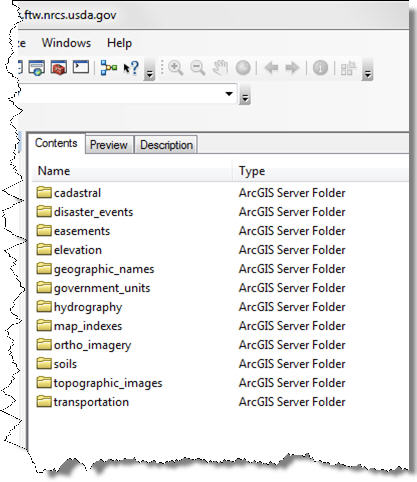 .ftw.nrcs.usda.gov
Windows Help
Contents Preview Description
Name Type
cadastral ArcGIS Server Folder
disaster_events ArcGIS Server Folder
easements ArcGIS Server Folder
elevation ArcGIS Server Folder
geographic_names ArcGIS Server Folder
government_units ArcGIS Server Folder
hydrography ArcGIS Server Folder
map_indexes ArcGIS Server Folder
ortho_imagery ArcGIS Server Folder
soils ArcGIS Server Folder
topographic_images ArcGIS Server Folder
transportation ArcGIS Server Folder